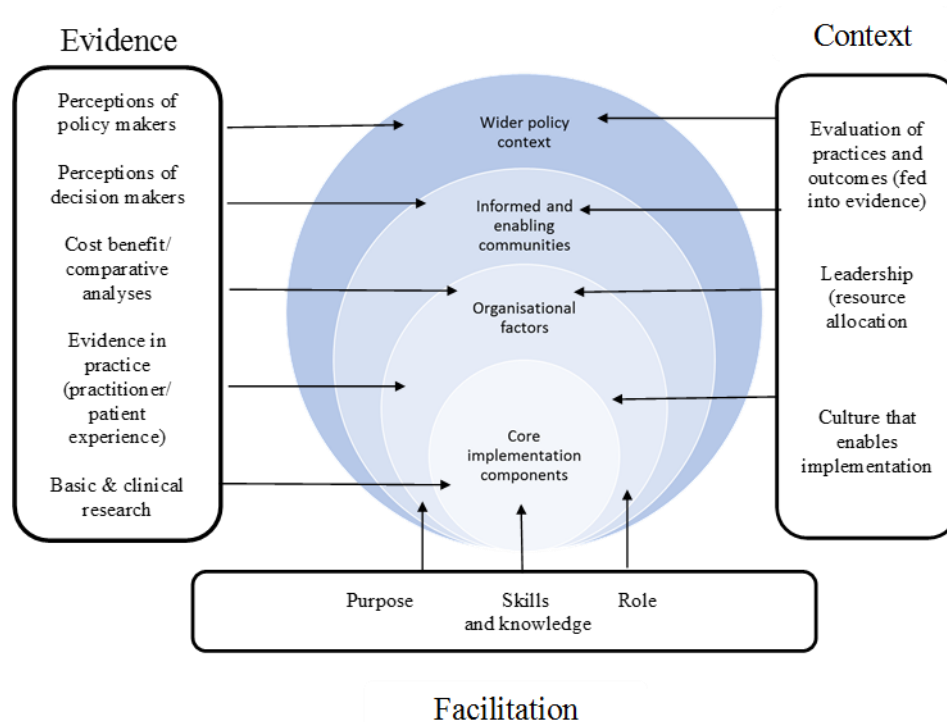 Evidence
Perceptions of
policy makers
Perceptions of
decision makers
Cost benefit/
comparative
analyses
Evidence in
practice
(practitioner/
patient
experience)
Basic & clinical
research
Wider policy
context
Informed and
enabling
communities
Organisational
factors
Core
implementation
components
Context
Evaluation of
practices and
outcomes (fed
into evidence)
Leadership
(resource
allocation
Culture that
enables
implementation
Purpose
Skills
and knowledge
Role
Facilitation